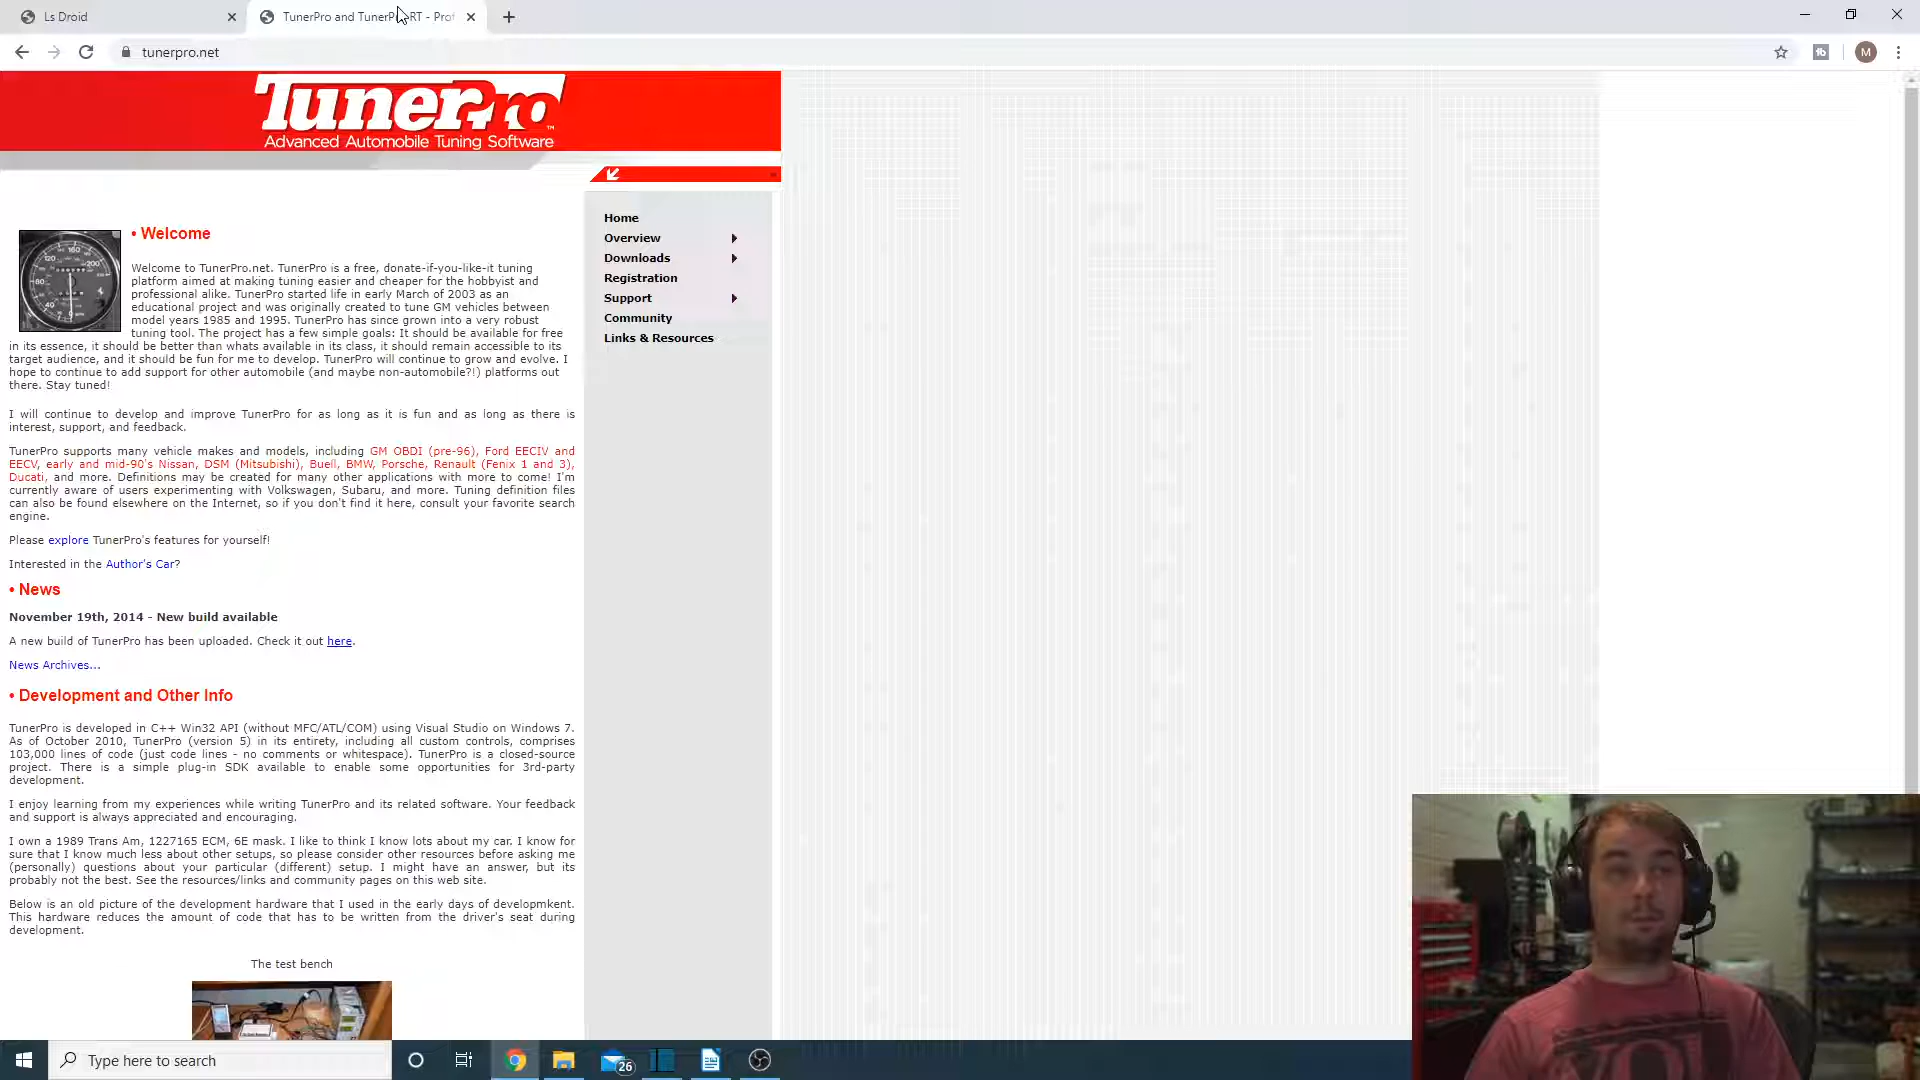 Ls Droid
TunerPro and TunerPro RT - Prof
tunerpro.net
M
TunerPro™
Advanced Automobile Tuning Software
Home
Overview
Downloads
Registration
Support
Community
Links & Resources
• Welcome
Welcome to TunerPro.net. TunerPro is a free, donate-if-you-like-it tuning
platform aimed at making tuning easier and cheaper for the hobbyist and
professional alike. TunerPro started life in early March of 2003 as an
educational project and was originally created to tune GM vehicles between
model years 1985 and 1995. TunerPro has since grown into a very robust
tuning tool. The project has a few simple goals: It should be available for free
in its essence, it should be better than whats available in its class, it should remain accessible to its
target audience, and it should be fun for me to develop. TunerPro will continue to grow and evolve. I
hope to continue to add support for other automobile (and maybe non-automobile?!) platforms out
there. Stay tuned!
I will continue to develop and improve TunerPro for as long as it is fun and as long as there is
interest, support, and feedback.
TunerPro supports many vehicle makes and models, including GM OBDI (pre-96), Ford EECIV and
EECV, early and mid-90's Nissan, DSM (Mitsubishi), Buell, BMW, Porsche, Renault (Fenix 1 and 3),
Ducati, and more. Definitions may be created for many other applications with more to come! I'm
currently aware of users experimenting with Volkswagen, Subaru, and more. Tuning definition files
can also be found elsewhere on the Internet, so if you don't find it here, consult your favorite search
engine.
Please explore TunerPro's features for yourself!
Interested in the Author's Car?
• News
November 19th, 2014 - New build available
A new build of TunerPro has been uploaded. Check it out here.
News Archives...
• Development and Other Info
TunerPro is developed in C++ Win32 API (without MFC/ATL/COM) using Visual Studio on Windows 7.
As of October 2010, TunerPro (version 5) in its entirety, including all custom controls, comprises
103,000 lines of code (just code lines - no comments or whitespace). TunerPro is a closed-source
project. There is a simple plug-in SDK available to enable some opportunities for 3rd-party
development.
I enjoy learning from my experiences while writing TunerPro and its related software. Your feedback
and support is always appreciated and encouraging.
I own a 1989 Trans Am, 1227165 ECM, 6E mask. I like to think I know lots about my car. I know for
sure that I know much less about other setups, so please consider other resources before asking me
(personally) questions about your particular (different) setup. I might have an answer, but its
probably not the best. See the resources/links and community pages on this web site.
Below is an old picture of the development hardware that I used in the early days of developmkent.
This hardware reduces the amount of code that has to be written from the driver's seat during
development.
The test bench
Type here to search
26